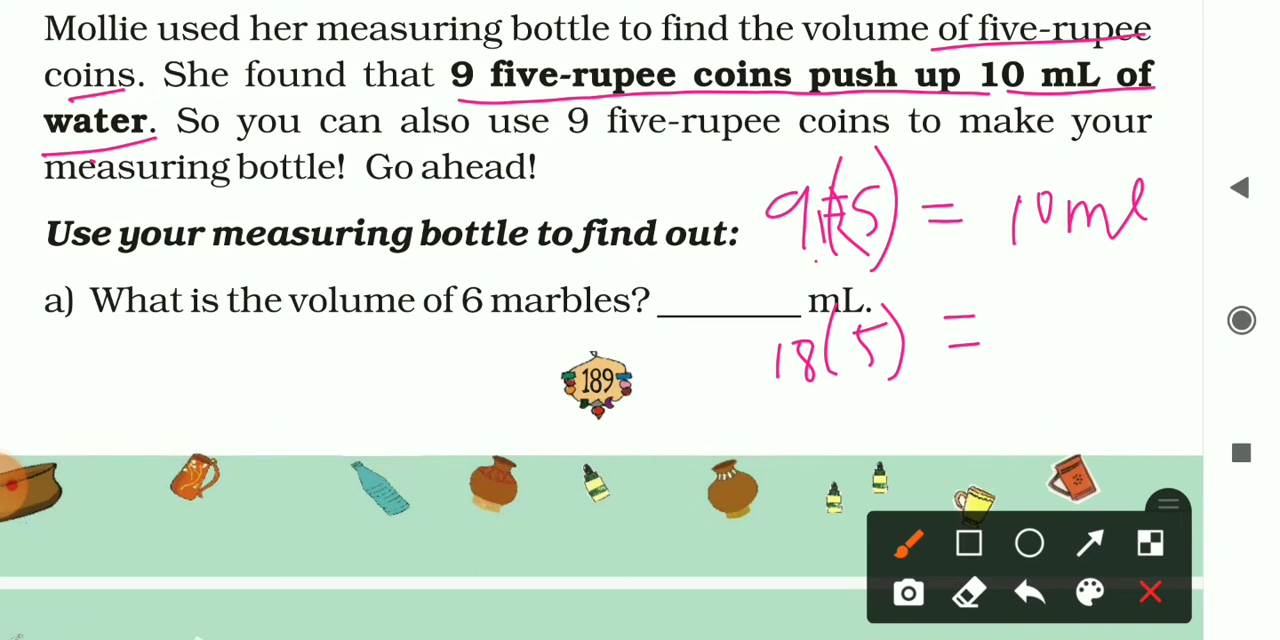 Mollie used her measuring bottle to find the volume of five-rupee
coins. She found that 9 five-rupee coins push up 10 mL of
water. So you can also use 9 five-rupee coins to make your
measuring bottle! Go ahead!
9(₹5) = 10ml
Use your measuring bottle to find out:
a) What is the volume of 6 marbles? ________ mL.
18(5) =
189